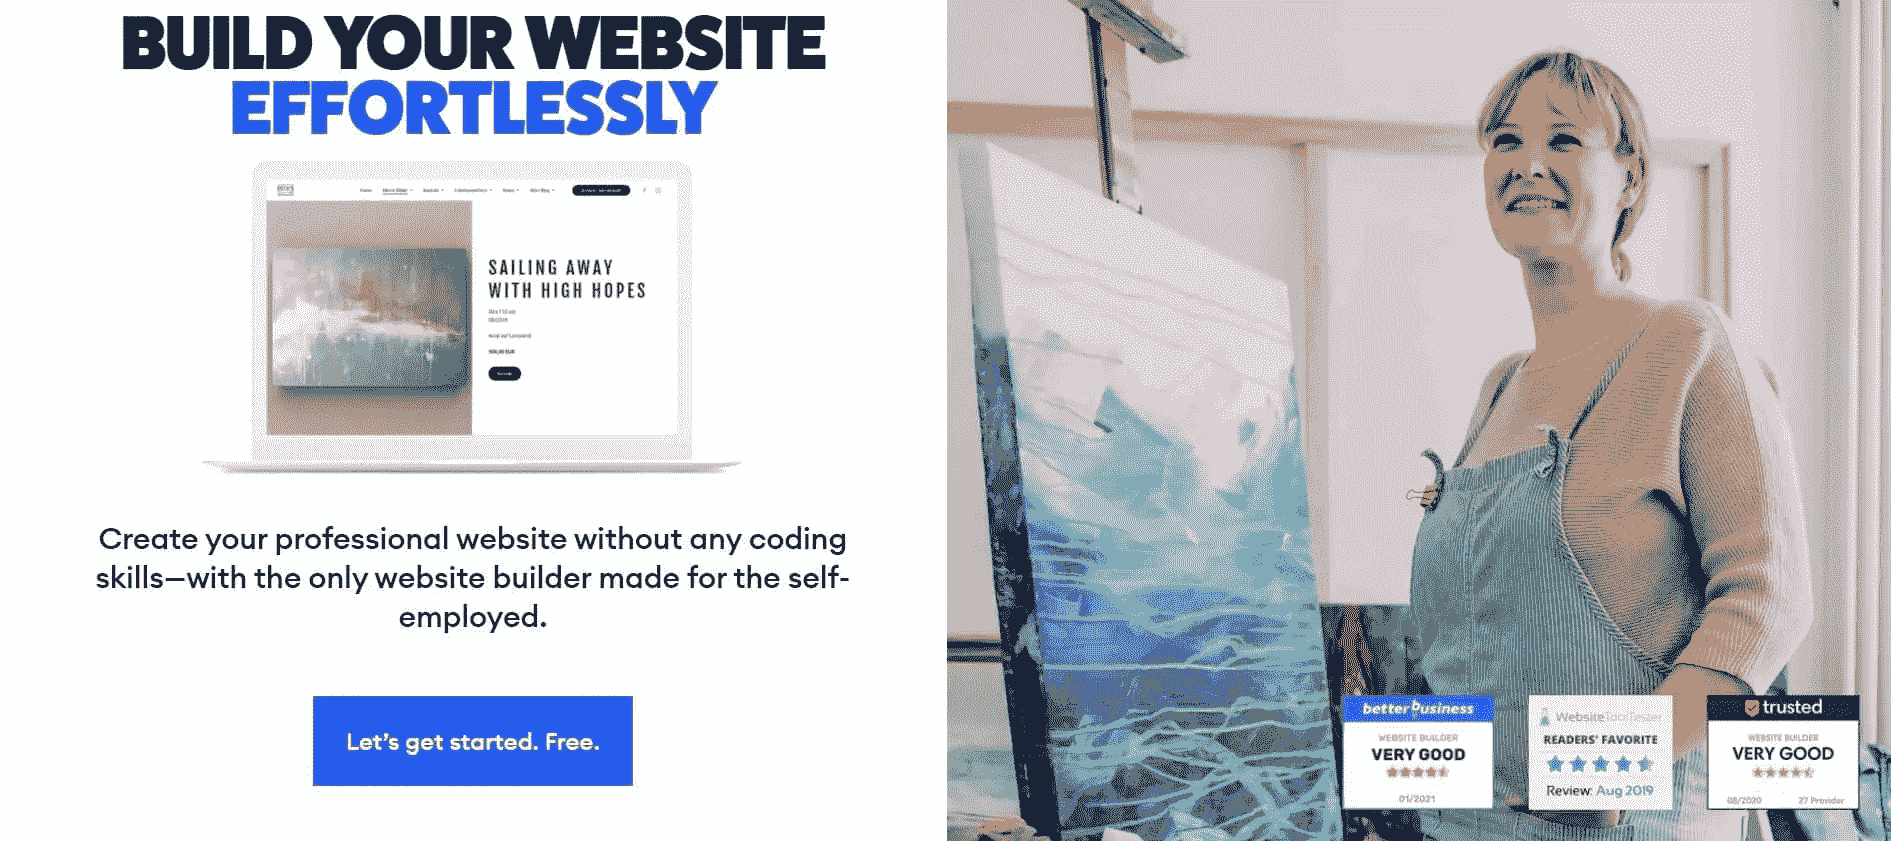 BUILD YOUR WEBSITE
EFFORTLESSLY
SAILING AWAY
WITH HIGH HOPES
Create your professional website without any coding
skills—with the only website builder made for the self-
employed.
Let's get started. Free.
betterbusiness
WEBSITE BUILDER
VERY GOOD
01/2021
WebsiteToolTester
READERS' FAVORITE
Review: Aug 2019
trusted
WEBSITE BUILDER
VERY GOOD
08/2020 27 Provider